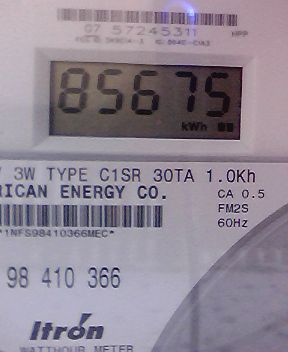 07 57245311
85675
kWh
3W TYPE C1SR 30TA 1.0Kh
RICAN ENERGY CO.
CA 0.5
FM2S
60Hz
*1NFS98410366MEC*
98 410 366
Itron
WATTHOUR METER